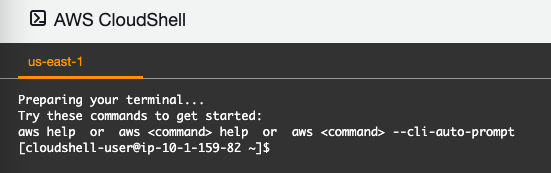 AWS CloudShell
us-east-1
Preparing your terminal...
Try these commands to get started:
aws help  or  aws <command> help  or  aws <command> --cli-auto-prompt
[cloudshell-user@ip-10-1-159-82 ~]$